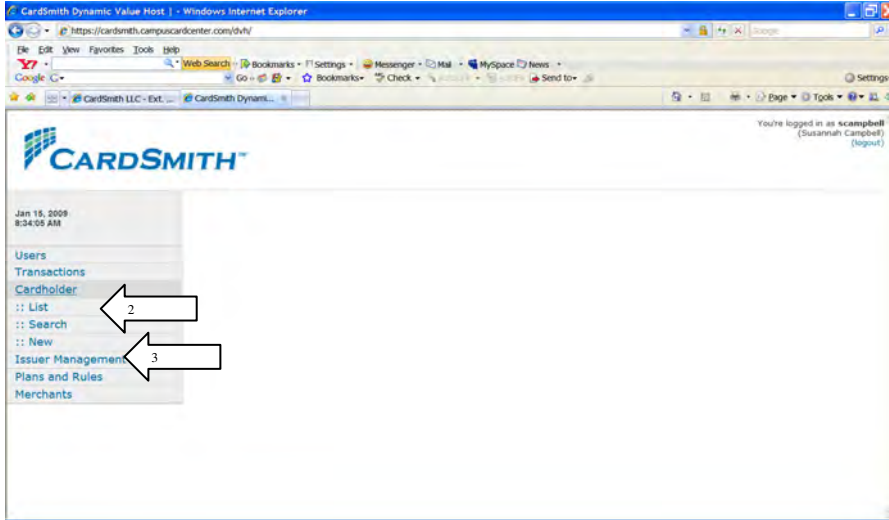 CardSmith Dynamic Value Host | - Windows Internet Explorer
https://cardsmith.campuscardcenter.com/dvh/
File Edit View Favorites Tools Help
Y7 - Web Search Bookmarks Settings Messenger Mail MySpace News
Google G Go Bookmarks Check Send to Settings
CardSmith LLC - Ext. ... CardSmith Dynami... Page Tools
You're logged in as scampbell
(Susannah Campbell)
(logout)
CARDSMITH™
Jan 15, 2009
8:34:05 AM
Users
Transactions
Cardholder
:: List
2
:: Search
:: New
Issuer Management
3
Plans and Rules
Merchants